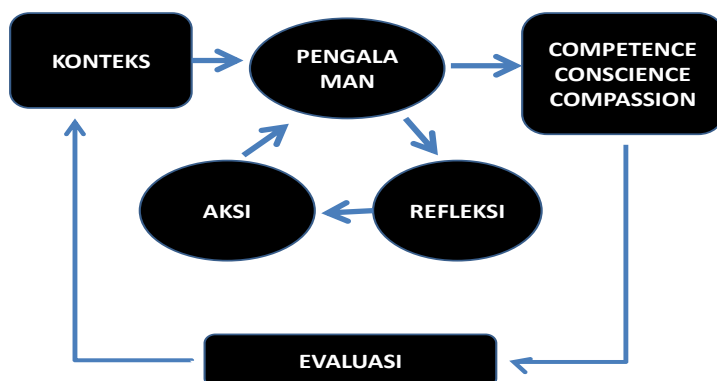 KONTEKS
PENGALA
MAN
COMPETENCE
CONSCIENCE
COMPASSION
AKSI
REFLEKSI
EVALUASI